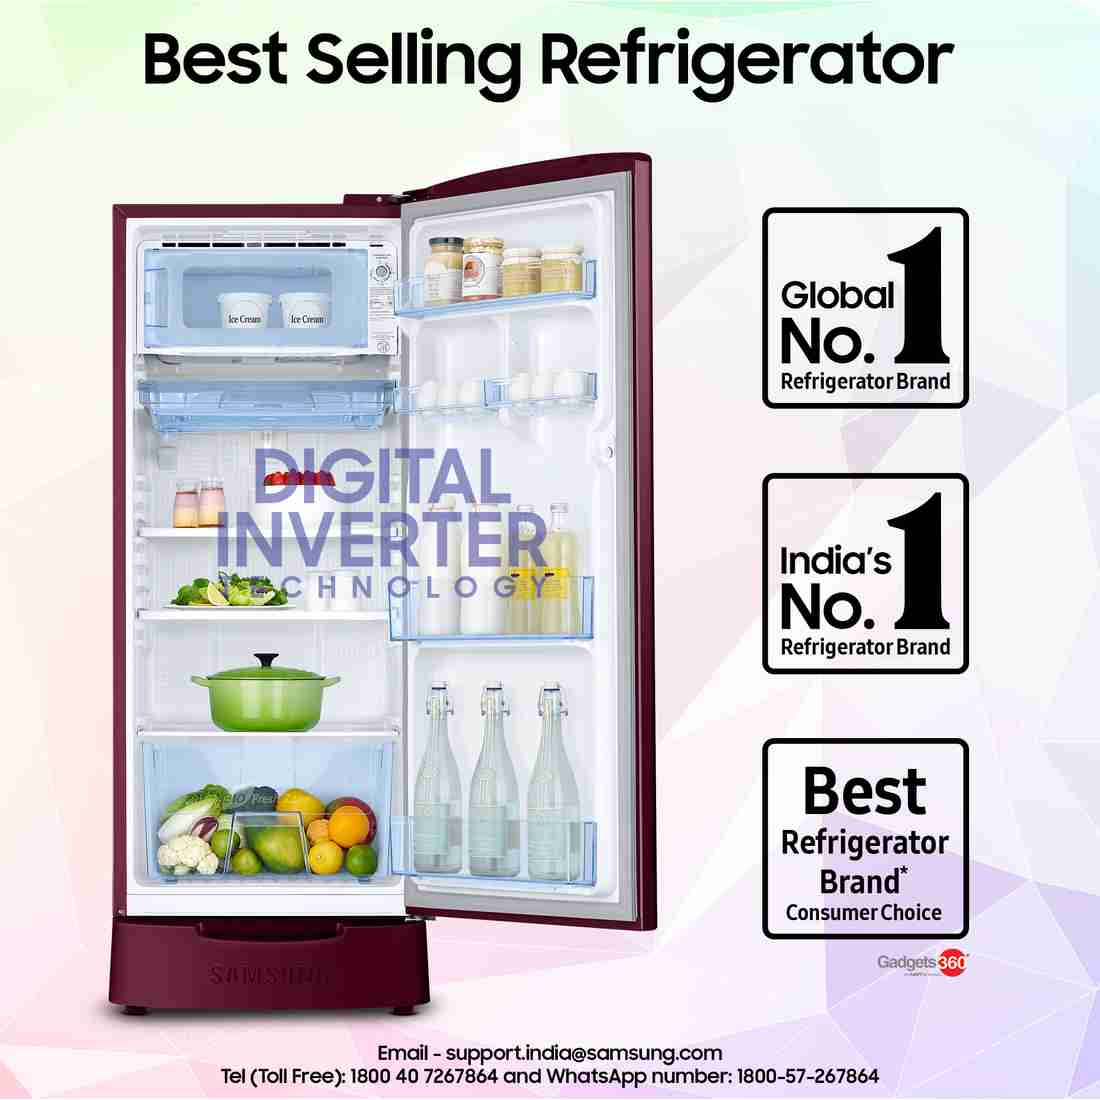 Best Selling Refrigerator
Ice Cream
Ice Cream
DIGITAL
INVERTER
TECHNOLOGY
SAMSUNG
Global
No. 1
Refrigerator Brand
India's
No. 1
Refrigerator Brand
Best
Refrigerator
Brand*
Consumer Choice
Gadgets 360
Email - support.india@samsung.com
Tel (Toll Free): 1800 40 7267864 and WhatsApp number: 1800-57-267864